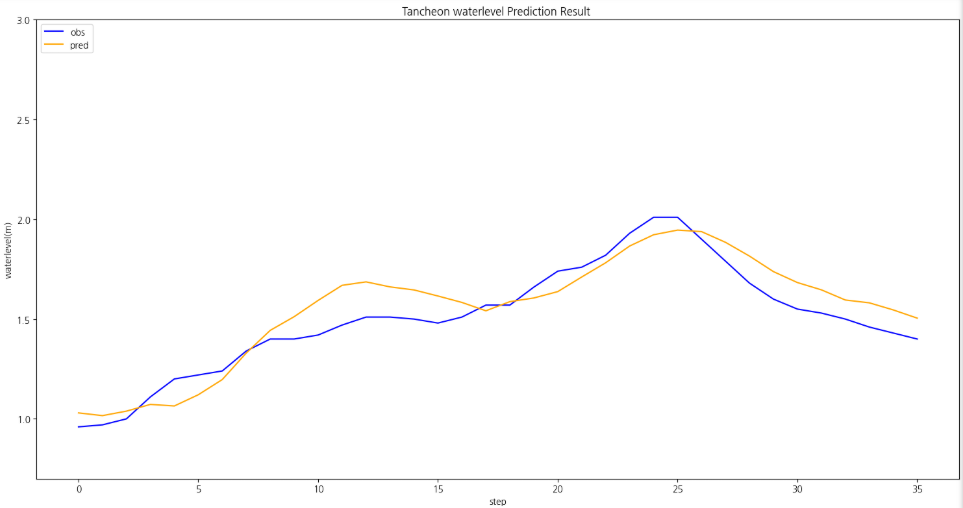 Tancheon waterlevel Prediction Result
3.0
obs
pred
2.5
2.0
waterlevel(m)
1.5
1.0
0 5 10 15 20 25 30 35
step